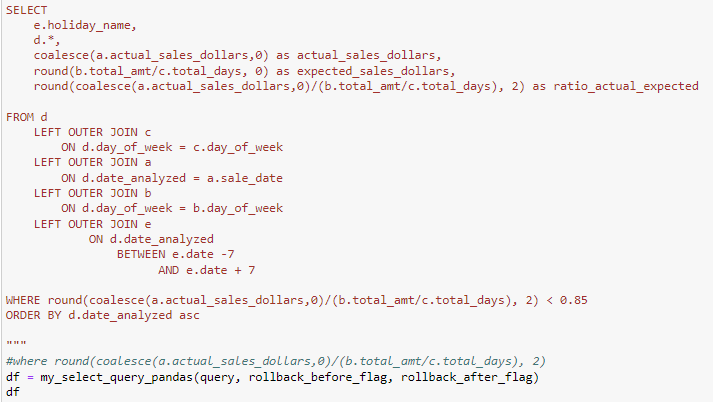 SELECT
    e.holiday_name,
    d.*,
    coalesce(a.actual_sales_dollars,0) as actual_sales_dollars,
    round(b.total_amt/c.total_days, 0) as expected_sales_dollars,
    round(coalesce(a.actual_sales_dollars,0)/(b.total_amt/c.total_days), 2) as ratio_actual_expected

FROM d
    LEFT OUTER JOIN c
        ON d.day_of_week = c.day_of_week
    LEFT OUTER JOIN a
        ON d.date_analyzed = a.sale_date
    LEFT OUTER JOIN b
        ON d.day_of_week = b.day_of_week
    LEFT OUTER JOIN e
            ON d.date_analyzed
                BETWEEN e.date -7
                      AND e.date + 7

WHERE round(coalesce(a.actual_sales_dollars,0)/(b.total_amt/c.total_days), 2) < 0.85
ORDER BY d.date_analyzed asc

"""
#where round(coalesce(a.actual_sales_dollars,0)/(b.total_amt/c.total_days), 2)
df = my_select_query_pandas(query, rollback_before_flag, rollback_after_flag)
df